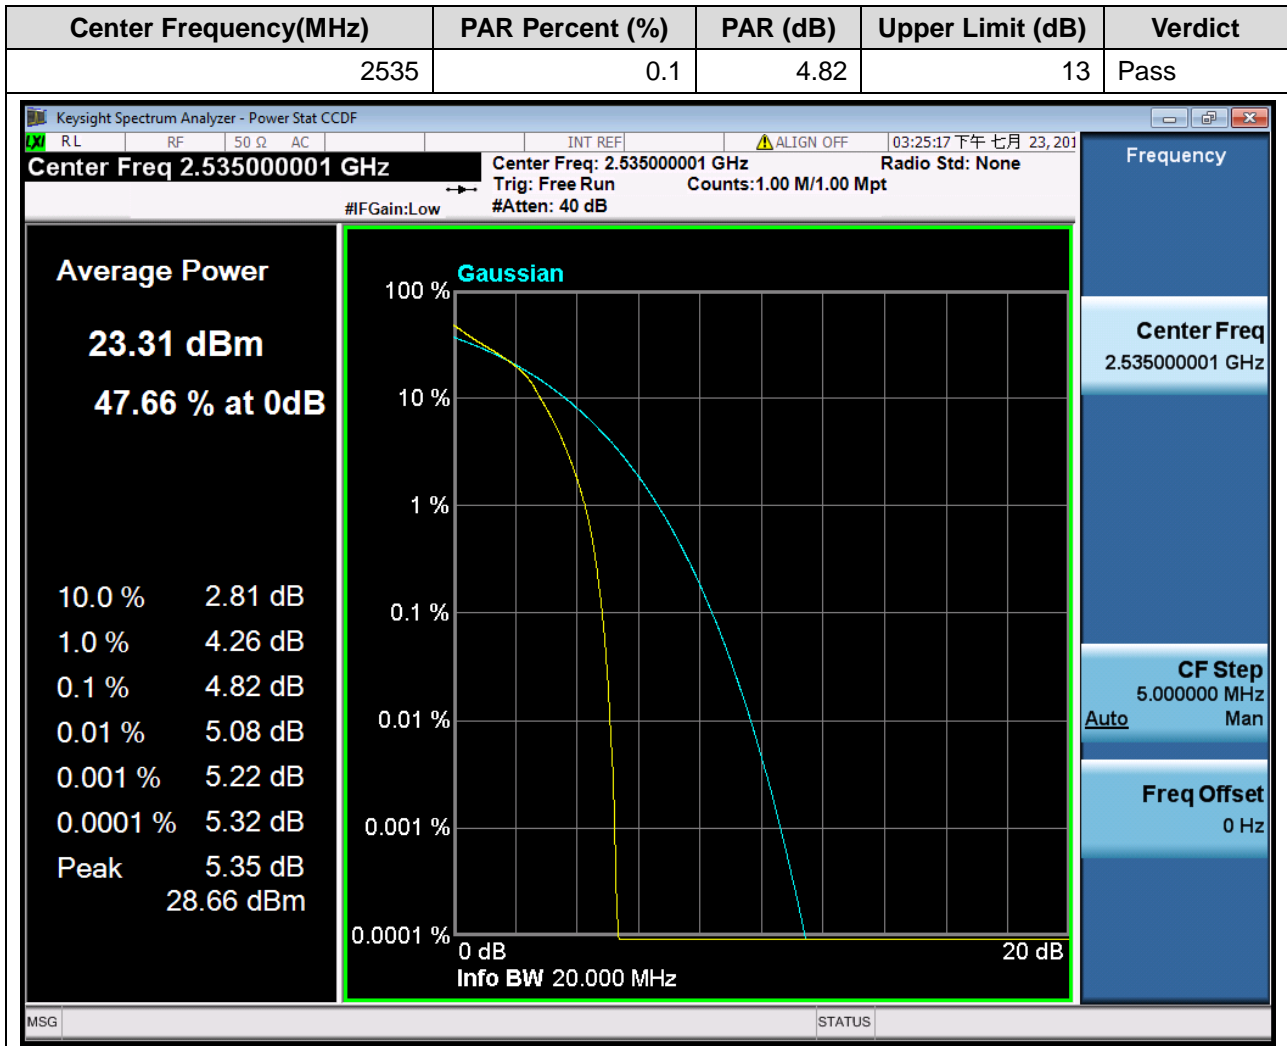 Center Frequency(MHz) PAR Percent (%) PAR (dB) Upper Limit (dB) Verdict
2535 0.1 4.82 13 Pass
Keysight Spectrum Analyzer - Power Stat CCDF
LXI RL RF 50 Ω AC INT REF ALIGN OFF 03:25:17 下午 七月 23, 201
Center Freq 2.535000001 GHz
Center Freq: 2.535000001 GHz Radio Std: None
Trig: Free Run Counts:1.00 M/1.00 Mpt
#IFGain:Low #Atten: 40 dB
Average Power
23.31 dBm
47.66 % at 0dB
10.0 % 2.81 dB
1.0 % 4.26 dB
0.1 % 4.82 dB
0.01 % 5.08 dB
0.001 % 5.22 dB
0.0001 % 5.32 dB
Peak 5.35 dB
28.66 dBm
Gaussian
100 %
10 %
1 %
0.1 %
0.01 %
0.001 %
0.0001 %
0 dB 20 dB
Info BW 20.000 MHz
Frequency
Center Freq
2.535000001 GHz
CF Step
5.000000 MHz
Auto Man
Freq Offset
0 Hz
MSG STATUS